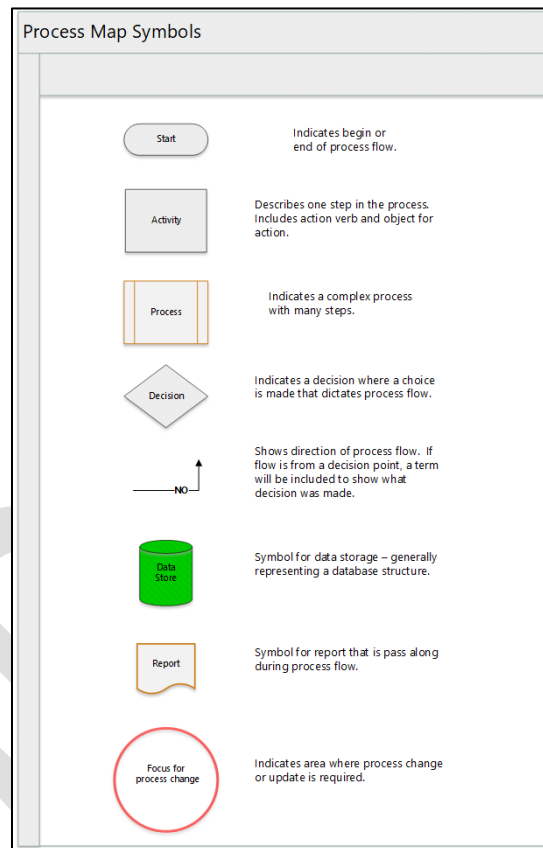 Process Map Symbols
Start
Indicates begin or
end of process flow.
Activity
Describes one step in the process.
Includes action verb and object for
action.
Process
Indicates a complex process
with many steps.
Decision
Indicates a decision where a choice
is made that dictates process flow.
NO
Shows direction of process flow.  If
flow is from a decision point, a term
will be included to show what
decision was made.
Data
Store
Symbol for data storage – generally
representing a database structure.
Report
Symbol for report that is pass along
during process flow.
Focus for
process change
Indicates area where process change
or update is required.